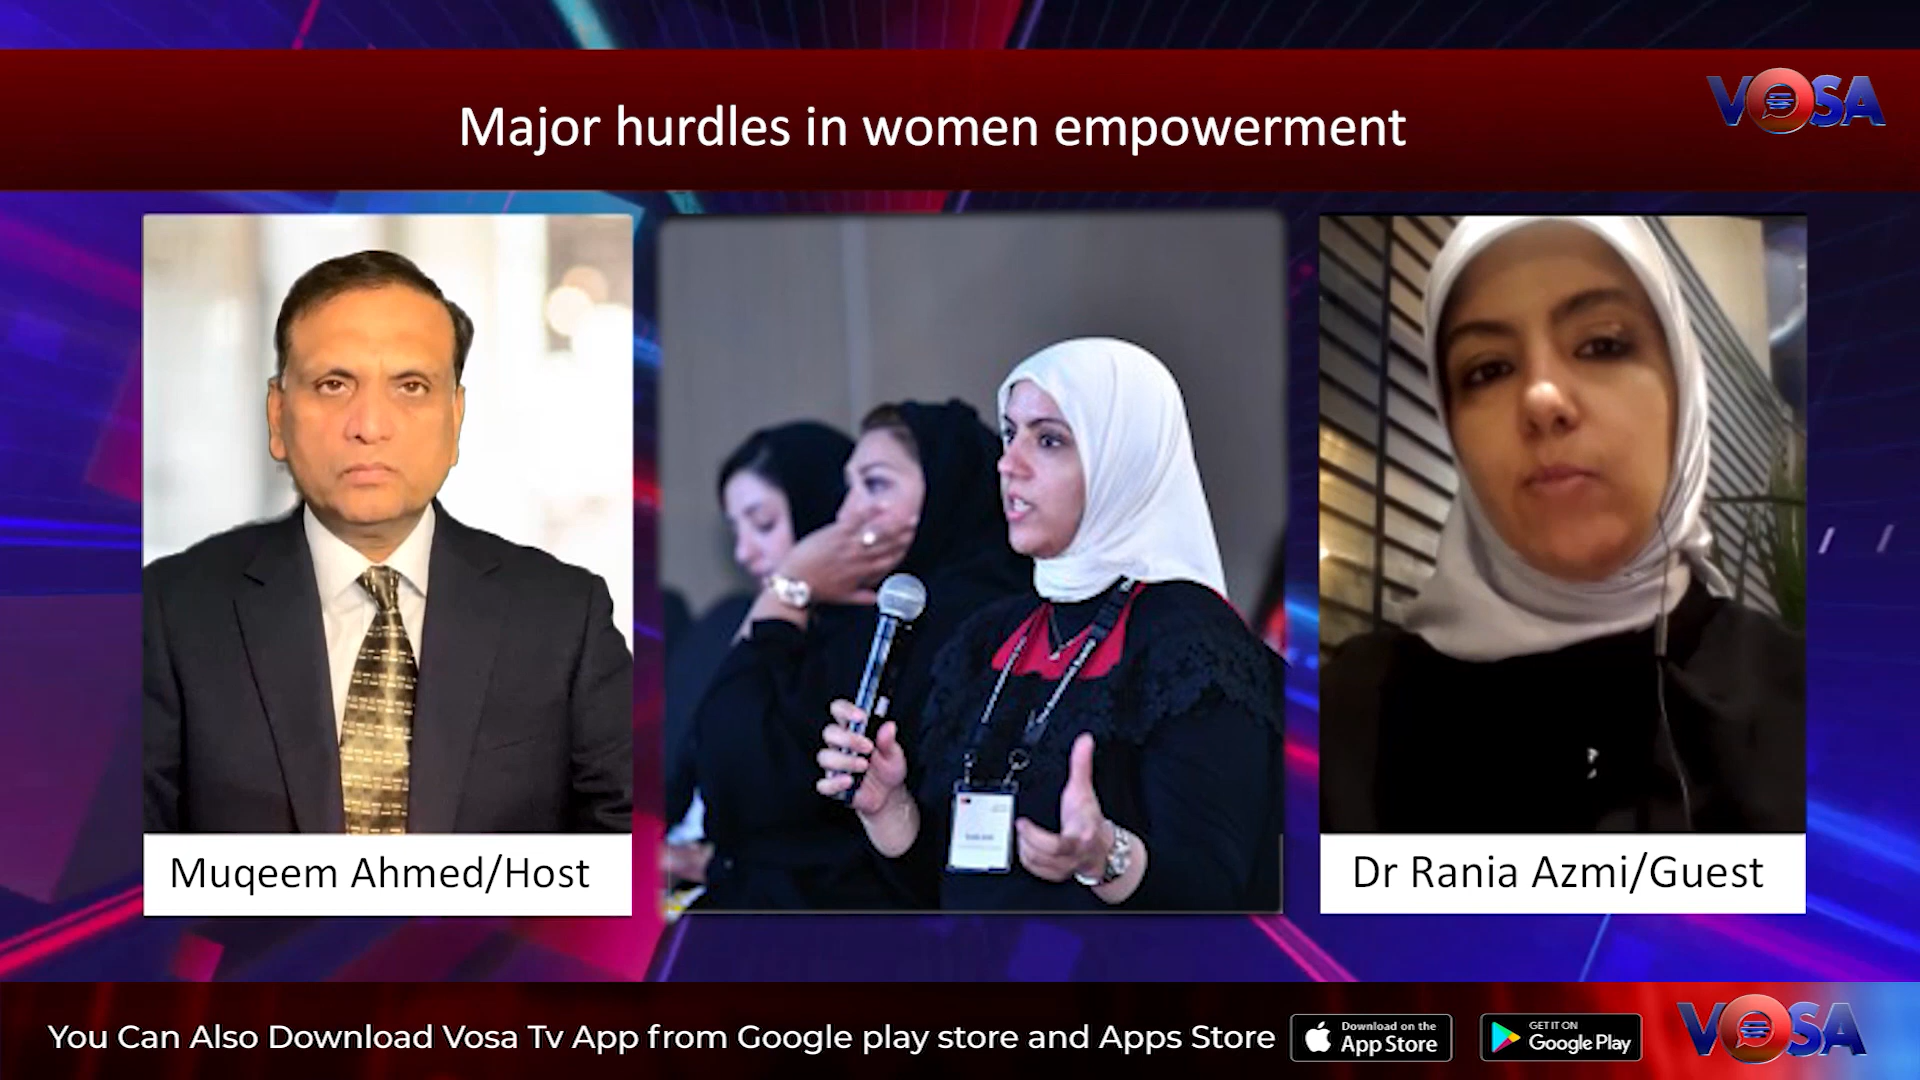 Major hurdles in women empowerment
VOSA
Muqeem Ahmed/Host
Dr Rania Azmi/Guest
You Can Also Download Vosa Tv App from Google play store and Apps Store
Download on the
App Store
GET IT ON
Google Play
VOSA